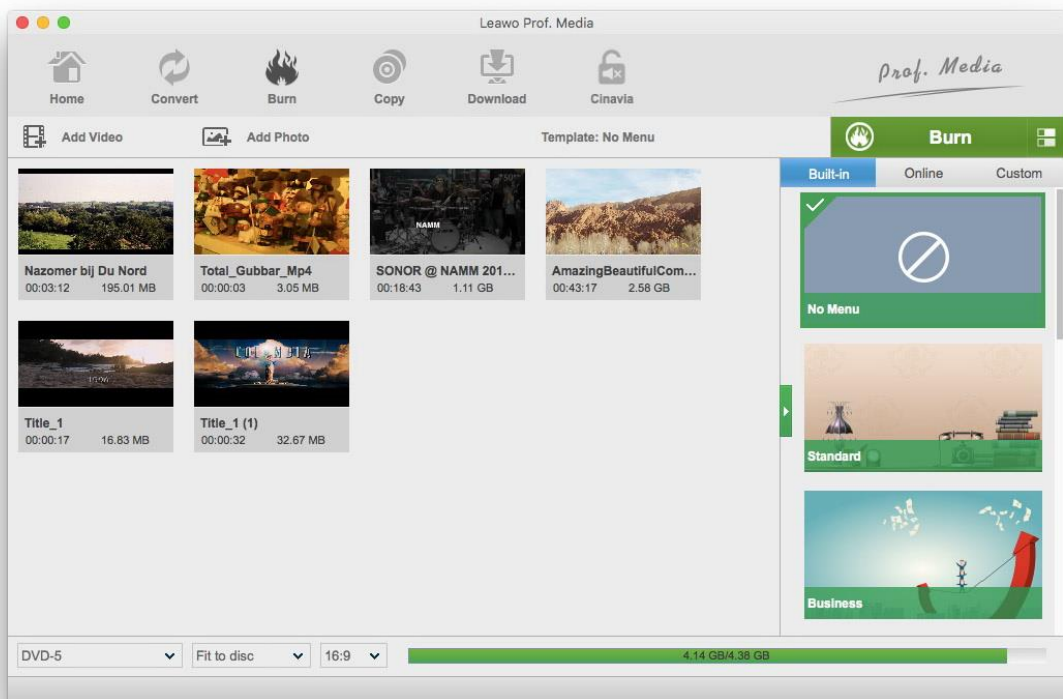 Leawo Prof. Media
Home
Convert
Burn
Copy
Download
Cinavia
Prof. Media
Add Video
Add Photo
Template: No Menu
Burn
Built-in
Online
Custom
NAMM
Nazomer bij Du Nord
00:03:12 195.01 MB
Total_Gubbar_Mp4
00:00:03 3.05 MB
SONOR @ NAMM 201...
00:18:43 1.11 GB
AmazingBeautifulCom...
00:43:17 2.58 GB
No Menu
1996
COLUMBIA
Title_1
00:00:17 16.83 MB
Title_1 (1)
00:00:32 32.67 MB
Standard
Business
DVD-5
Fit to disc
16:9
4.14 GB/4.38 GB